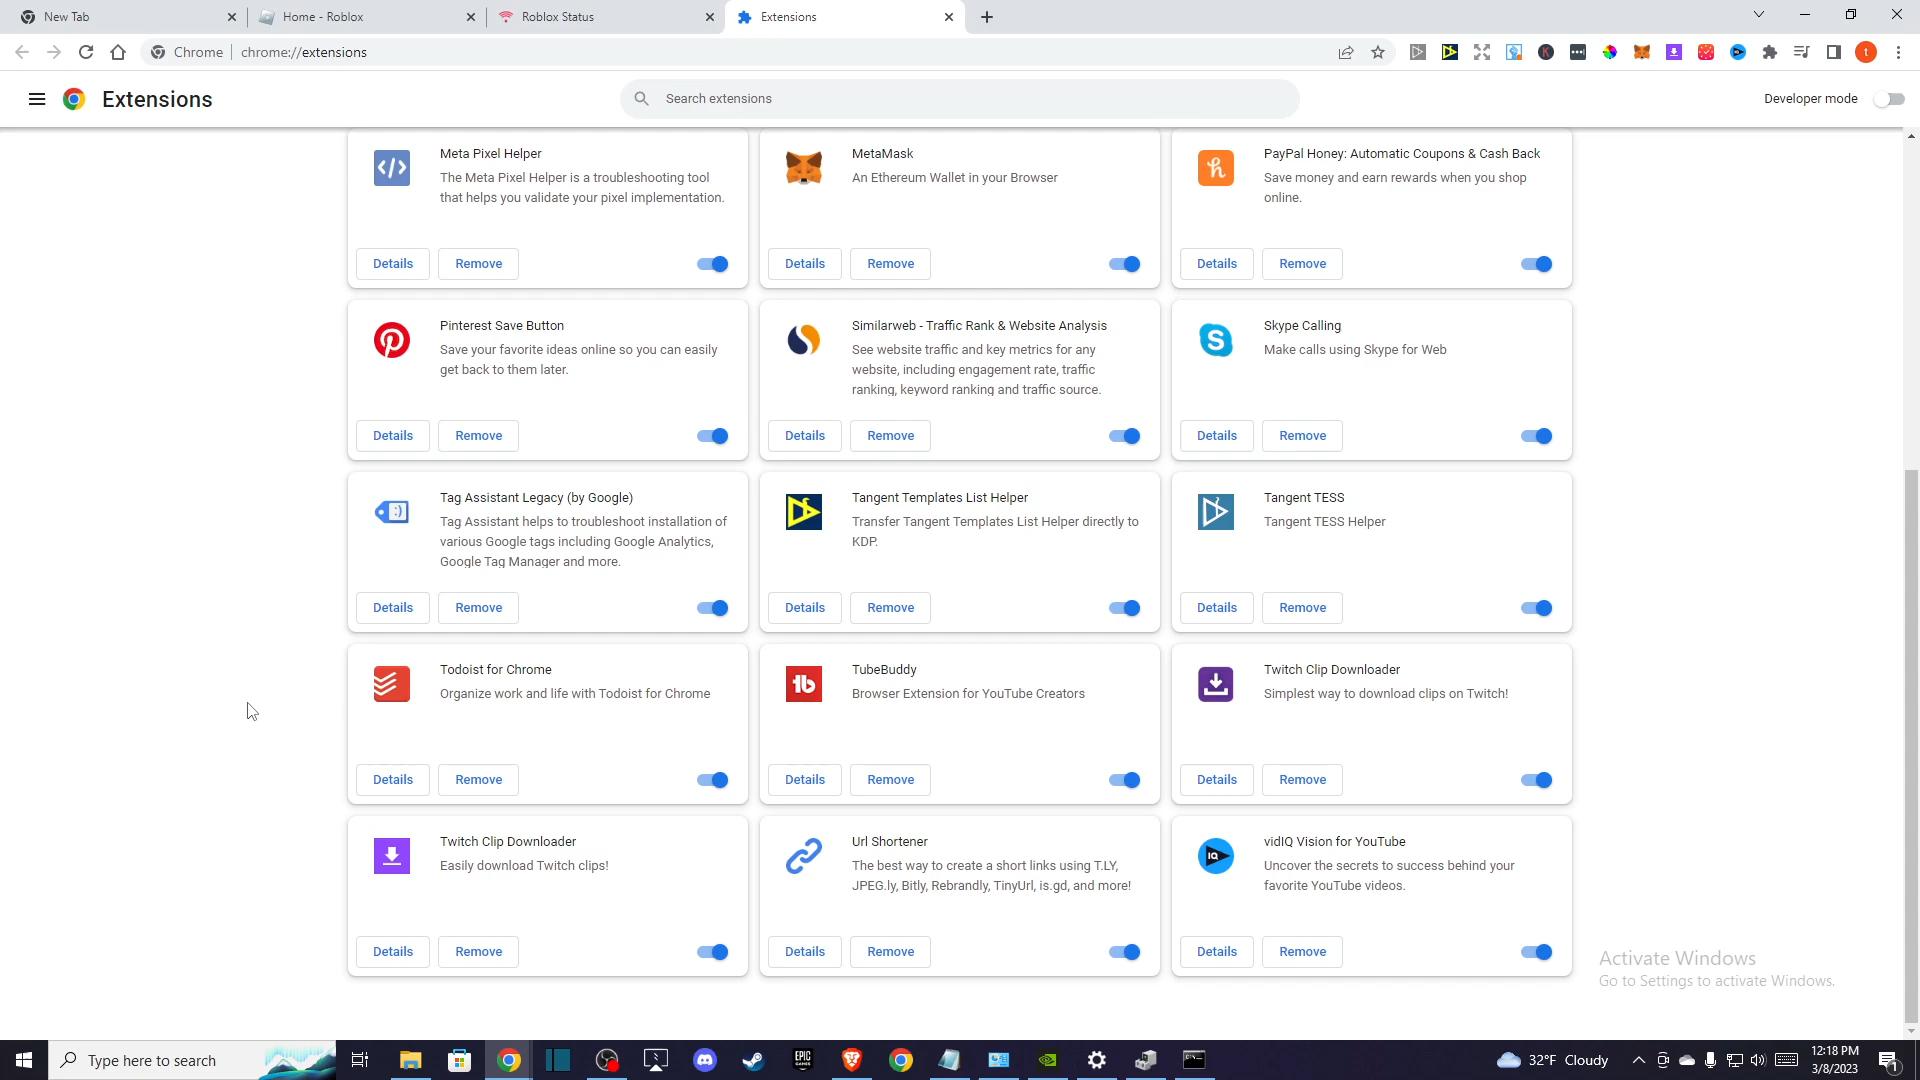 New Tab
Home - Roblox
Roblox Status
Extensions
Chrome
chrome://extensions
t
Extensions
Search extensions
Developer mode
Meta Pixel Helper
The Meta Pixel Helper is a troubleshooting tool
that helps you validate your pixel implementation.
Details
Remove
MetaMask
An Ethereum Wallet in your Browser
Details
Remove
PayPal Honey: Automatic Coupons & Cash Back
Save money and earn rewards when you shop
online.
Details
Remove
Pinterest Save Button
Save your favorite ideas online so you can easily
get back to them later.
Details
Remove
Similarweb - Traffic Rank & Website Analysis
See website traffic and key metrics for any
website, including engagement rate, traffic
ranking, keyword ranking and traffic source.
Details
Remove
Skype Calling
Make calls using Skype for Web
Details
Remove
Tag Assistant Legacy (by Google)
Tag Assistant helps to troubleshoot installation of
various Google tags including Google Analytics,
Google Tag Manager and more.
Details
Remove
Tangent Templates List Helper
Transfer Tangent Templates List Helper directly to
KDP.
Details
Remove
Tangent TESS
Tangent TESS Helper
Details
Remove
Todoist for Chrome
Organize work and life with Todoist for Chrome
Details
Remove
TubeBuddy
Browser Extension for YouTube Creators
Details
Remove
Twitch Clip Downloader
Simplest way to download clips on Twitch!
Details
Remove
Twitch Clip Downloader
Easily download Twitch clips!
Details
Remove
Url Shortener
The best way to create a short links using T.LY,
JPEG.ly, Bitly, Rebrandly, TinyUrl, is.gd, and more!
Details
Remove
vidIQ Vision for YouTube
Uncover the secrets to success behind your
favorite YouTube videos.
Details
Remove
Activate Windows
Go to Settings to activate Windows.
Type here to search
32°F Cloudy
12:18 PM
3/8/2023
1